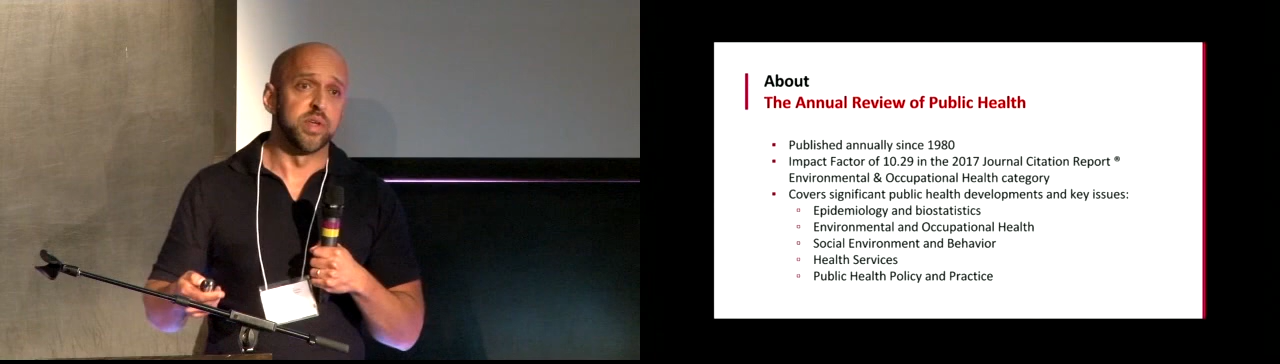 About
The Annual Review of Public Health
▪ Published annually since 1980
▪ Impact Factor of 10.29 in the 2017 Journal Citation Report ®
Environmental & Occupational Health category
▪ Covers significant public health developments and key issues:
▫ Epidemiology and biostatistics
▫ Environmental and Occupational Health
▫ Social Environment and Behavior
▫ Health Services
▫ Public Health Policy and Practice